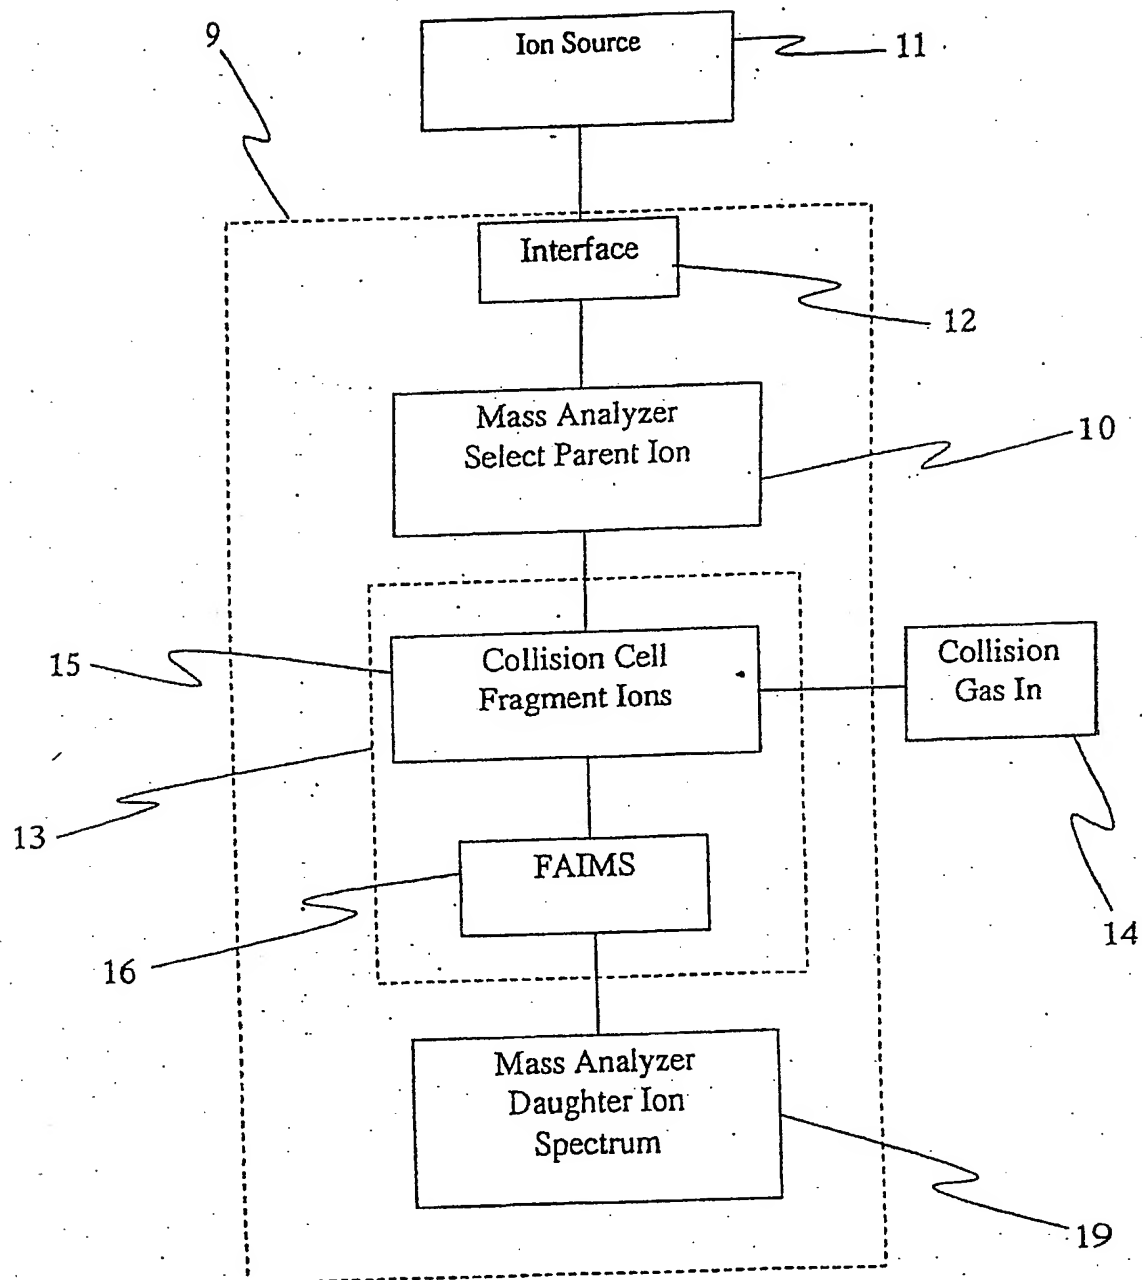 9
Ion Source
11
Interface
12
Mass Analyzer
Select Parent Ion
10
15
Collision Cell
Fragment Ions
Collision
Gas In
13
FAIMS
14
16
Mass Analyzer
Daughter Ion
Spectrum
19